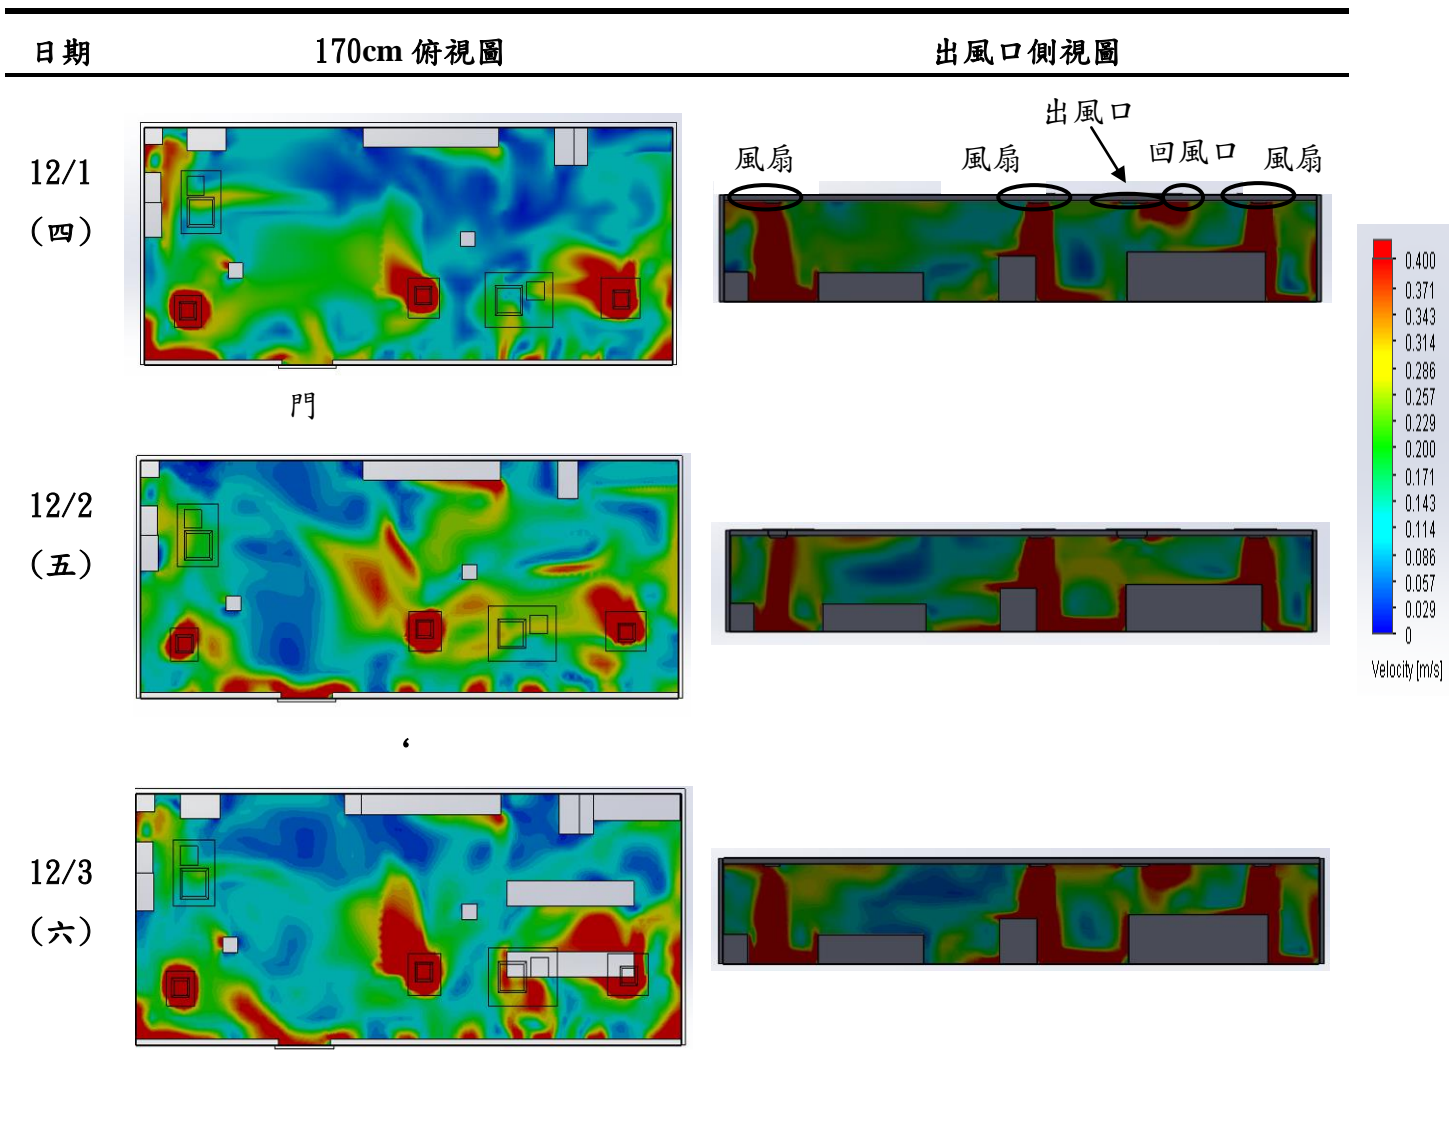 日期 170cm 俯視圖 出風口側視圖
出風口
風扇 風扇 回風口 風扇
12/1
(四)
門
12/2
(五)
‘
12/3
(六)
0.400
0.371
0.343
0.314
0.286
0.257
0.229
0.200
0.171
0.143
0.114
0.086
0.057
0.029
0
Velocity [m/s]